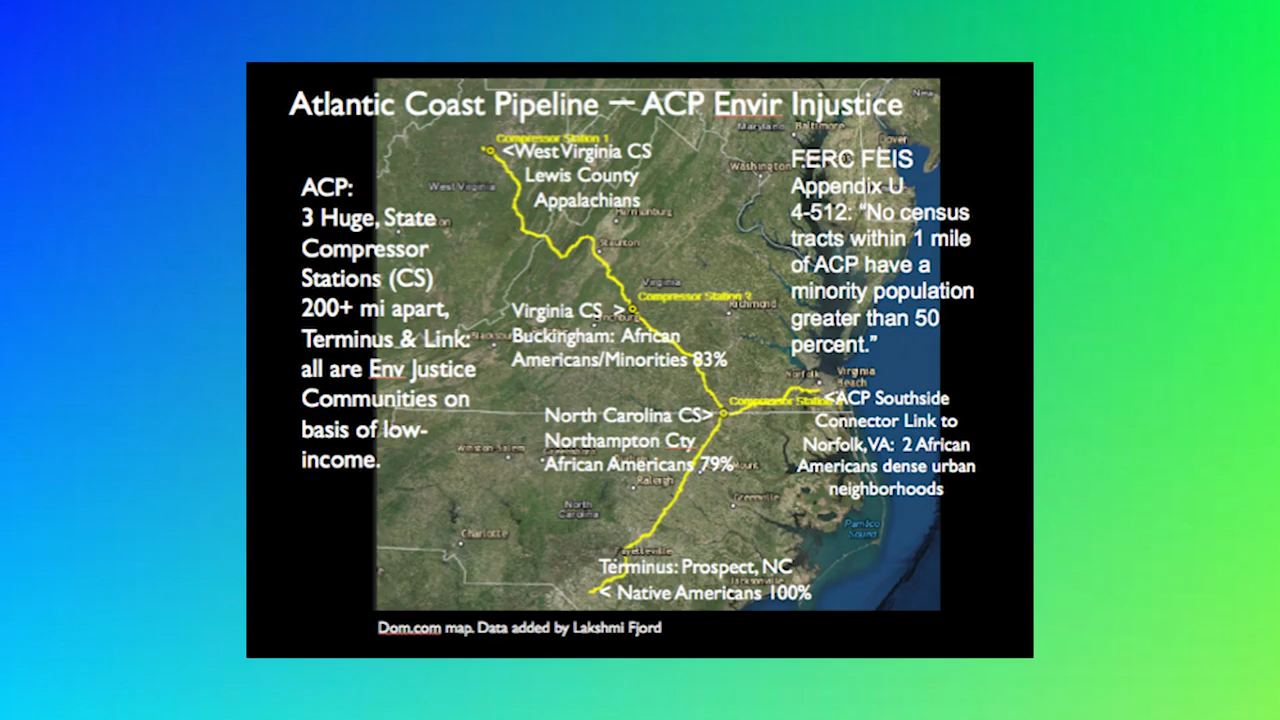 Atlantic Coast Pipeline — ACP Envir Injustice
ACP:
3 Huge, State
Compressor
Stations (CS)
200+ mi apart,
Terminus & Link:
all are Env Justice
Communities on
basis of low-
income.
Compressor Station 1
<West Virginia CS
Lewis County
Appalachians
West Virginia
Staulton
Virginia
Compressor Station 2
Virginia CS >
Buckingham: African
Americans/Minorities 83%
Richmond
North Carolina CS>
Northampton Cty
African Americans 79%
Raleigh
Greenville
North
Carolina
Charlotte
Fayetteville
Terminus: Prospect, NC
< Native Americans 100%
Jacksonville
Maryland
Baltimore
Dover
Washington
FERC FEIS
Appendix U
4-512: “No census
tracts within 1 mile
of ACP have a
minority population
greater than 50
percent.”
Norfolk
Virginia
Beach
Compressor
<ACP Southside
Connector Link to
Norfolk, VA: 2 African
Americans dense urban
neighborhoods
Pamlico
Sound
Dom.com map. Data added by Lakshmi Fjord